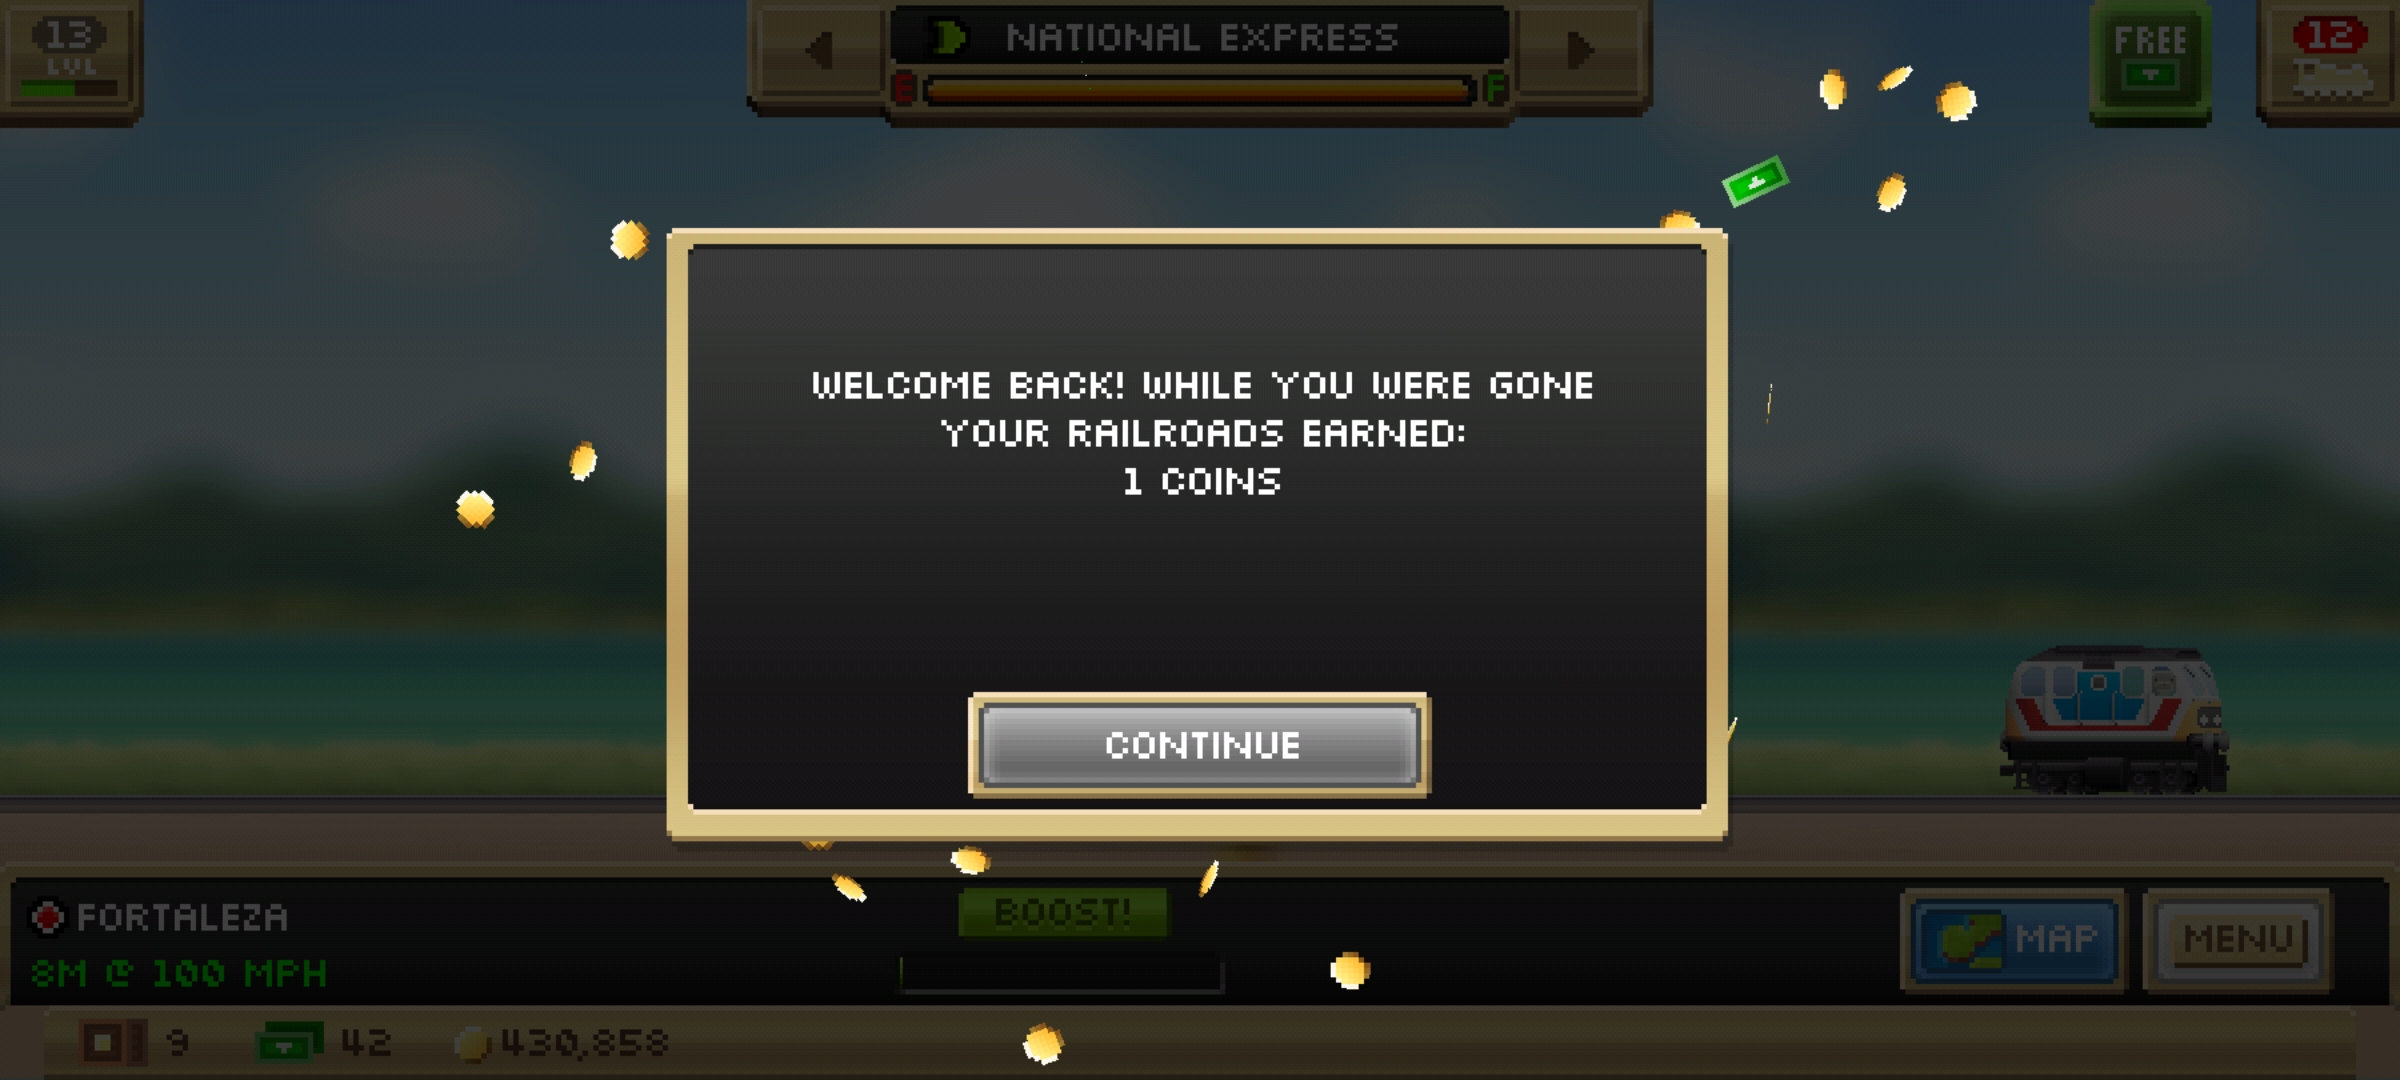 13
LVL
NATIONAL EXPRESS
E F
FREE
12
WELCOME BACK! WHILE YOU WERE GONE
YOUR RAILROADS EARNED:
1 COINS
CONTINUE
FORTALEZA
8M @ 100 MPH
BOOST!
MAP
MENU
9 42 430,858